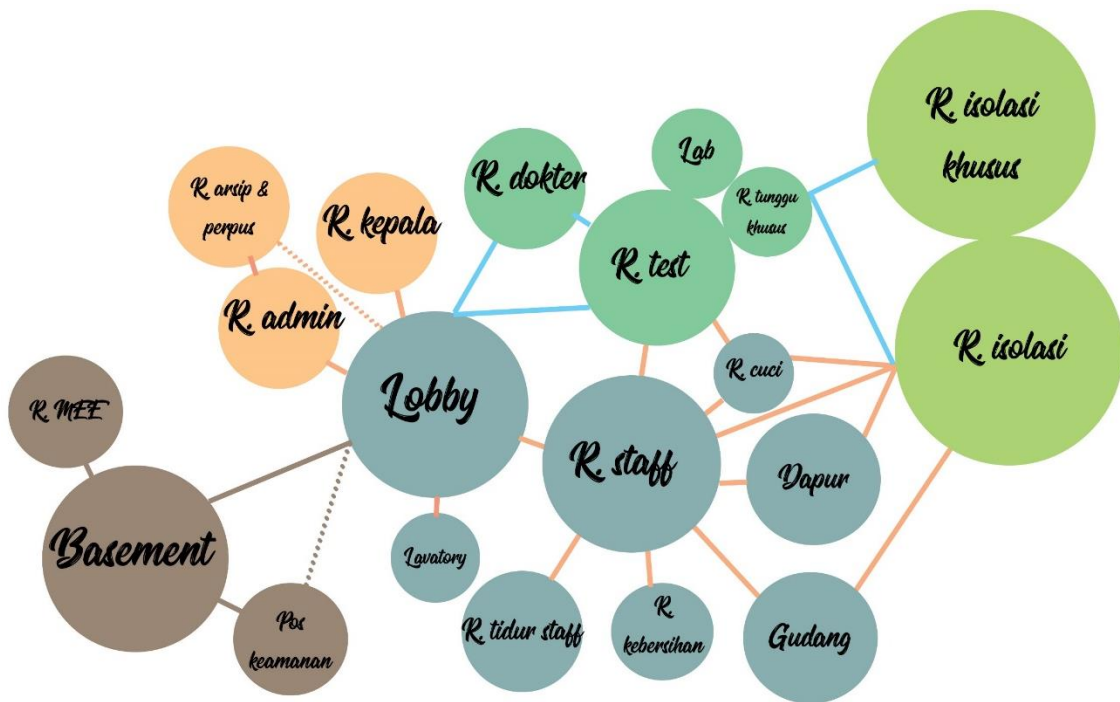 R. isolasi
khusus
Lab
R. dokter
R. arsip &
perpus
R. tunggu
khusus
R. kepala
R. test
R. admin
R. isolasi
R. cuci
Lobby
R. MEE
R. staff
Dapur
Basement
Lavatory
Pos
keamanan
R. tidur staff
R.
kebersihan
Gudang